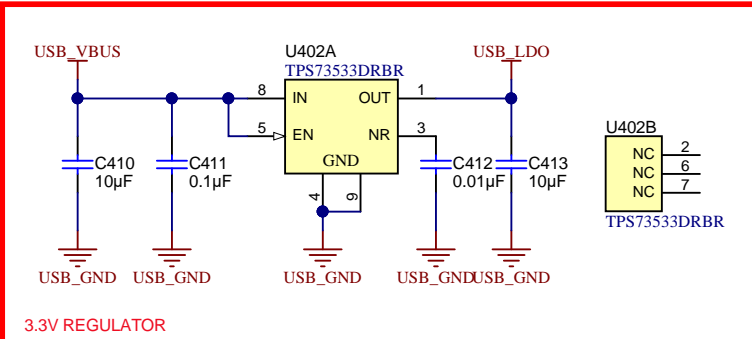 USB_VBUS
U402A
TPS73533DRBR
USB_LDO
8
IN
OUT
1
5
EN
NR
3
GND
4
9
C410
10µF
C411
0.1µF
C412
0.01µF
C413
10µF
U402B
NC
2
NC
6
NC
7
TPS73533DRBR
USB_GND
USB_GND
USB_GND
USB_GND
USB_GND
3.3V REGULATOR